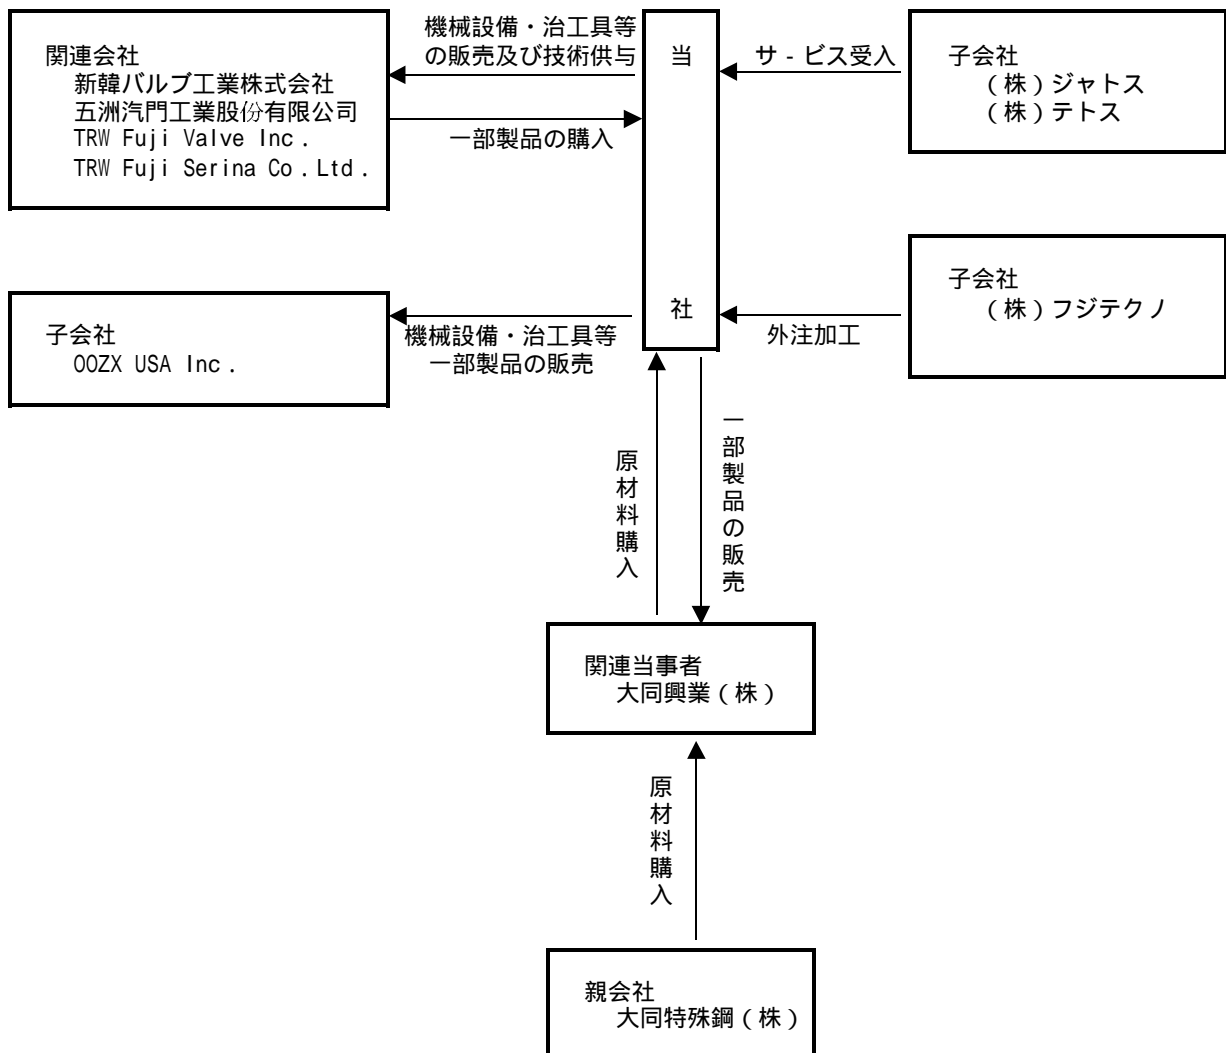 関連会社
新韓バルブ工業株式会社
五洲汽門工業股份有限公司
TRW Fuji Valve Inc.
TRW Fuji Serina Co.Ltd.
機械設備・治工具等
の販売及び技術供与
一部製品の購入
当社
サ-ビス受入
子会社
(株)ジャトス
(株)テトス
子会社
OOZX USA Inc.
機械設備・治工具等
一部製品の販売
外注加工
子会社
(株)フジテクノ
原材料購入
一部製品の販売
関連当事者
大同興業(株)
原材料購入
親会社
大同特殊鋼(株)